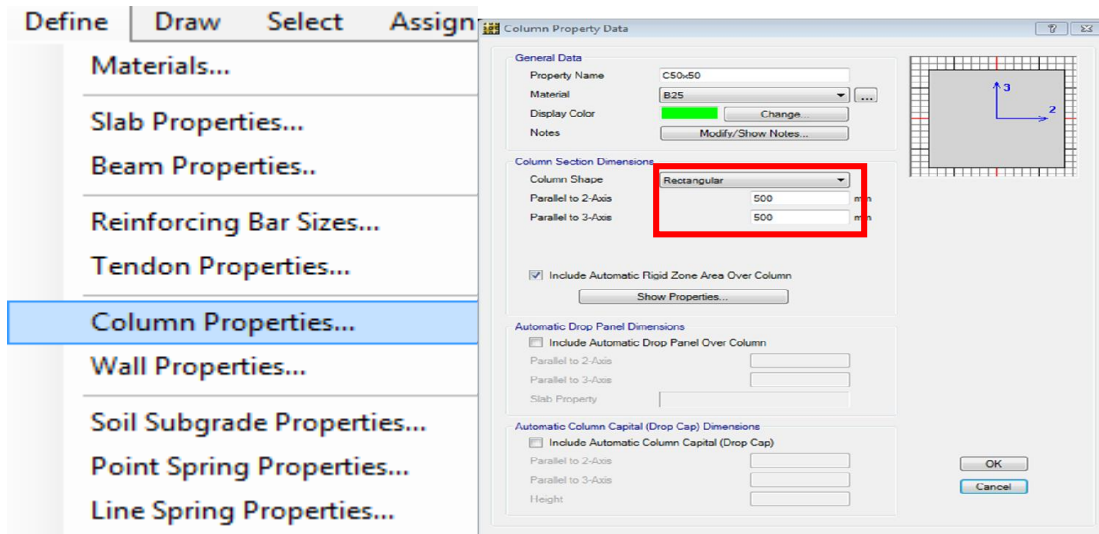 Define Draw Select Assign
Materials...
Slab Properties...
Beam Properties..
Reinforcing Bar Sizes...
Tendon Properties...
Column Properties...
Wall Properties...
Soil Subgrade Properties...
Point Spring Properties...
Line Spring Properties...
Column Property Data
General Data
Property Name C50x50
Material B25 ...
Display Color Change...
Notes Modify/Show Notes...
3
2
Column Section Dimensions
Column Shape Rectangular
Parallel to 2-Axis 500 mm
Parallel to 3-Axis 500 mm
Include Automatic Rigid Zone Area Over Column
Show Properties...
Automatic Drop Panel Dimensions
Include Automatic Drop Panel Over Column
Parallel to 2-Axis
Parallel to 3-Axis
Slab Property
Automatic Column Capital (Drop Cap) Dimensions
Include Automatic Column Capital (Drop Cap)
Parallel to 2-Axis
Parallel to 3-Axis
Height
OK
Cancel